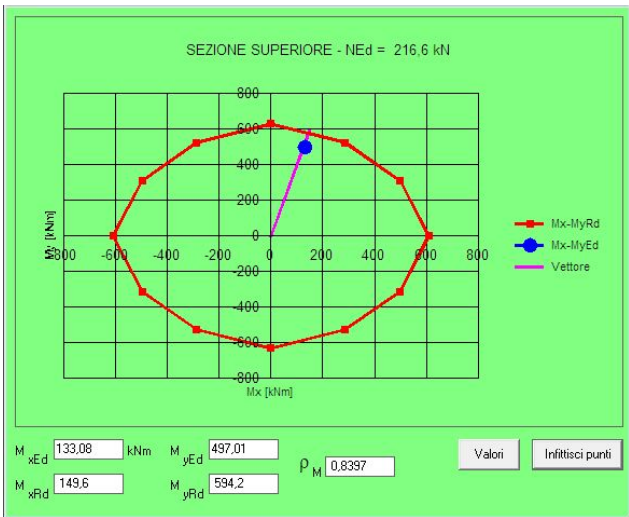 SEZIONE SUPERIORE - NEd = 216,6 kN
800
600
400
200
0
-200
-400
-600
-800
-800 -600 -400 -200 0 200 400 600 800
My [kNm]
Mx [kNm]
Mx-MyRd
Mx-MyEd
Vettore
M xEd 133,08 kNm M yEd 497,01
ρ M 0,8397
Valori Infittisci punti
M xRd 149,6 M yRd 594,2